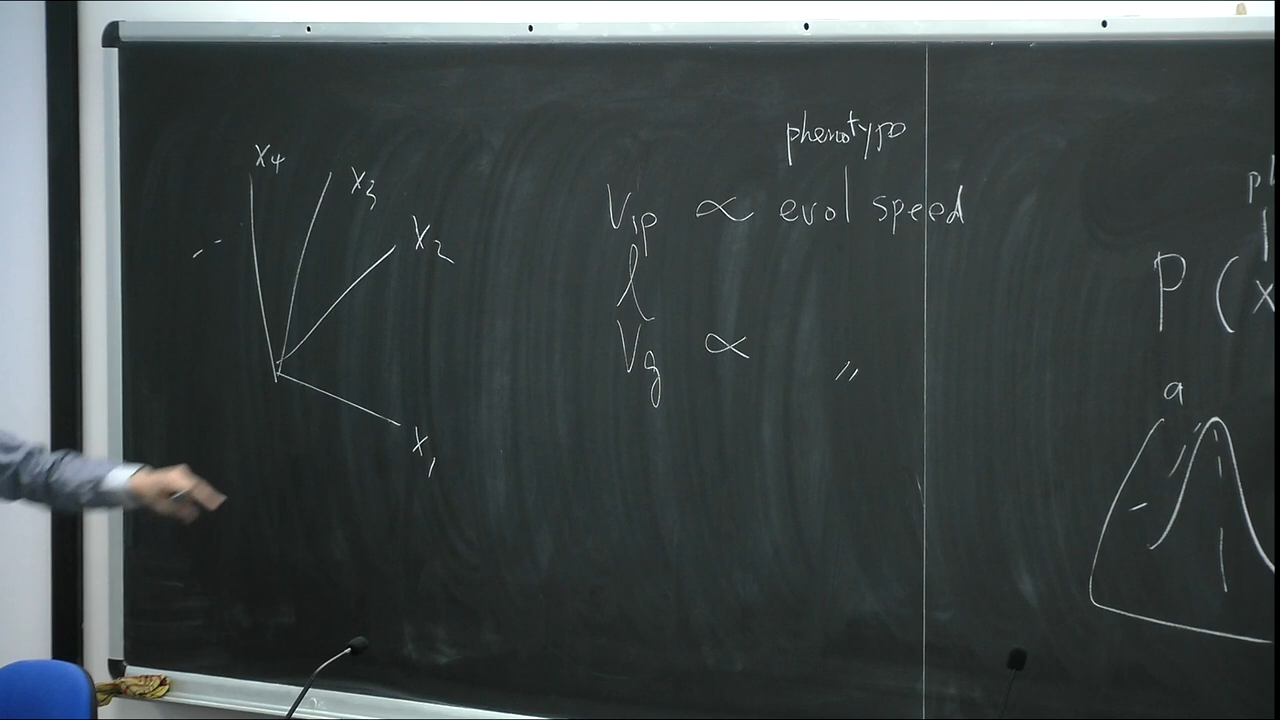 x4
x3
x2
x1
phenotype
Vip ∝ evol speed
Vg ∝ 〃
P (x
a